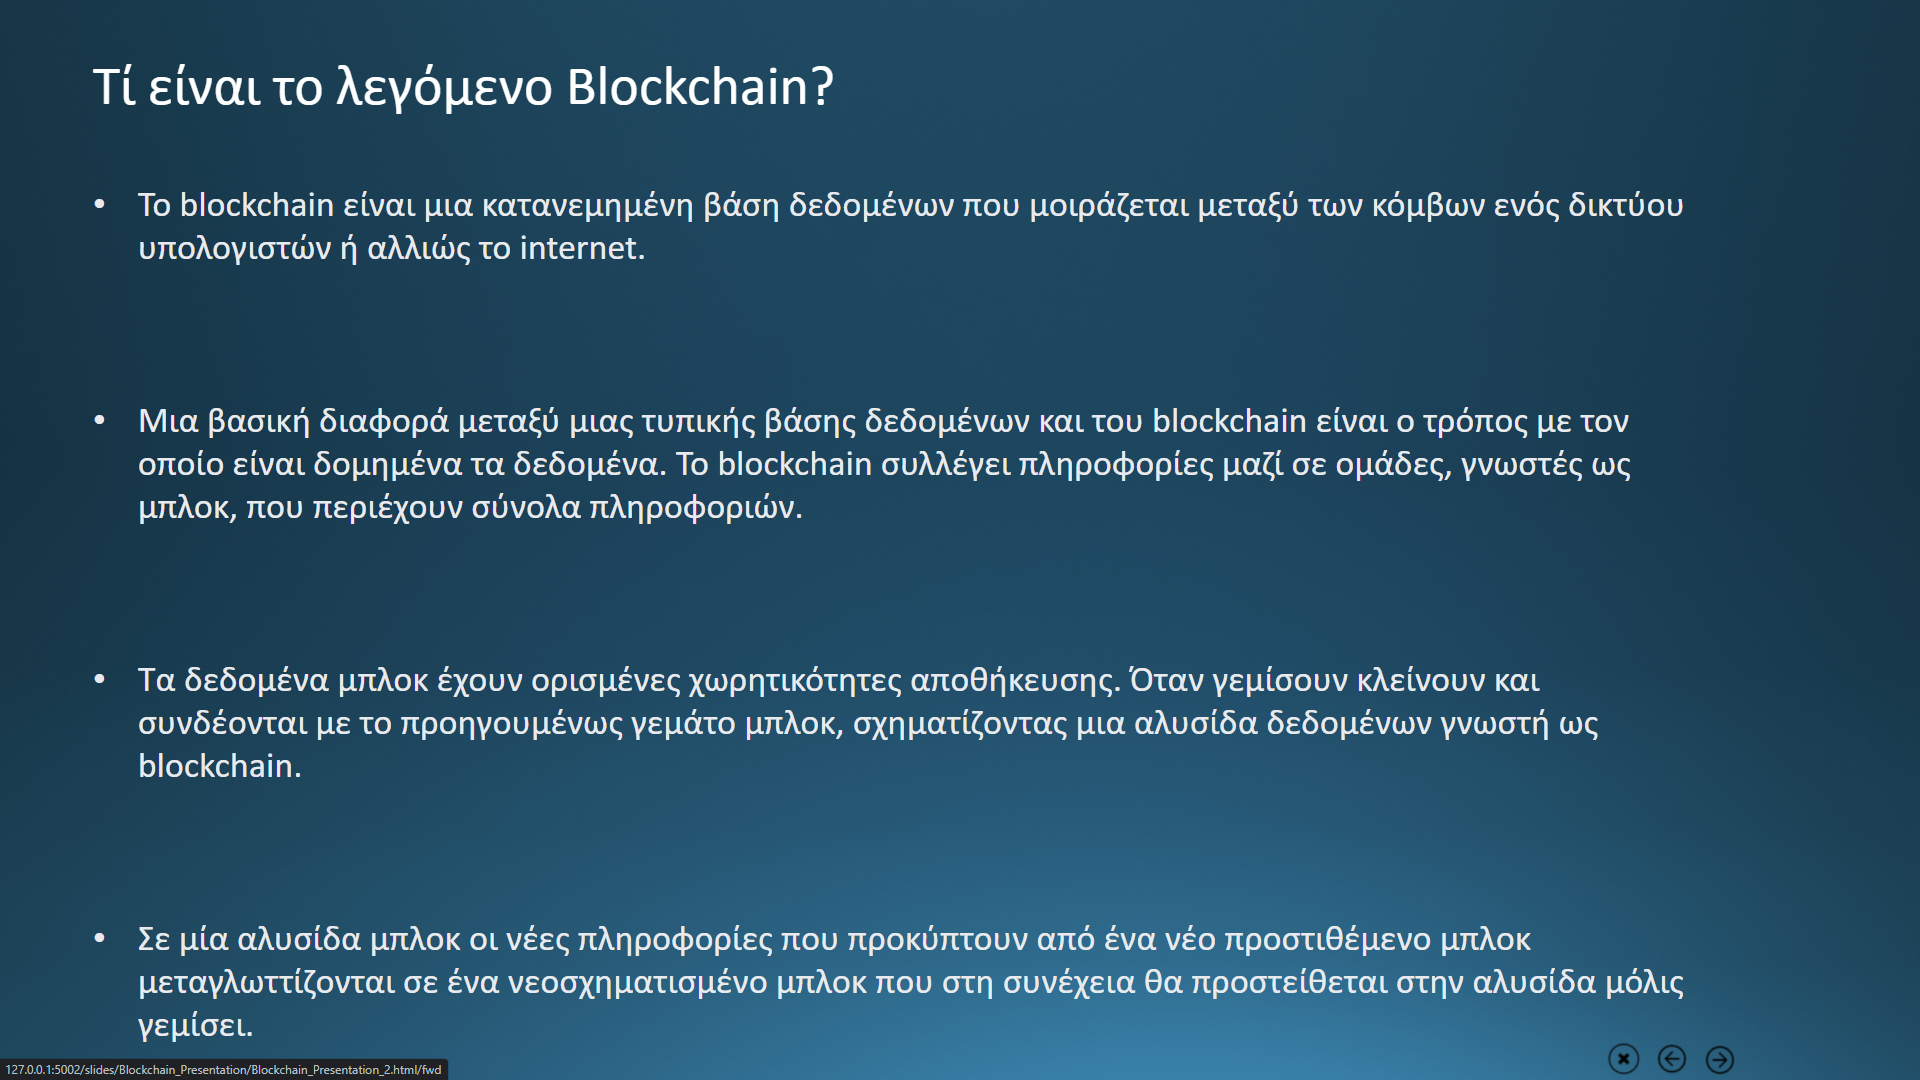 Τί είναι το λεγόμενο Blockchain?
• Το blockchain είναι μια κατανεμημένη βάση δεδομένων που μοιράζεται μεταξύ των κόμβων ενός δικτύου
υπολογιστών ή αλλιώς το internet.
• Μια βασική διαφορά μεταξύ μιας τυπικής βάσης δεδομένων και του blockchain είναι ο τρόπος με τον
οποίο είναι δομημένα τα δεδομένα. Το blockchain συλλέγει πληροφορίες μαζί σε ομάδες, γνωστές ως
μπλοκ, που περιέχουν σύνολα πληροφοριών.
• Τα δεδομένα μπλοκ έχουν ορισμένες χωρητικότητες αποθήκευσης. Όταν γεμίσουν κλείνουν και
συνδέονται με το προηγουμένως γεμάτο μπλοκ, σχηματίζοντας μια αλυσίδα δεδομένων γνωστή ως
blockchain.
• Σε μία αλυσίδα μπλοκ οι νέες πληροφορίες που προκύπτουν από ένα νέο προστιθέμενο μπλοκ
μεταγλωττίζονται σε ένα νεοσχηματισμένο μπλοκ που στη συνέχεια θα προστείθεται στην αλυσίδα μόλις
γεμίσει.
127.0.0.1:5002/slides/Blockchain_Presentation/Blockchain_Presentation_2.html/fwd